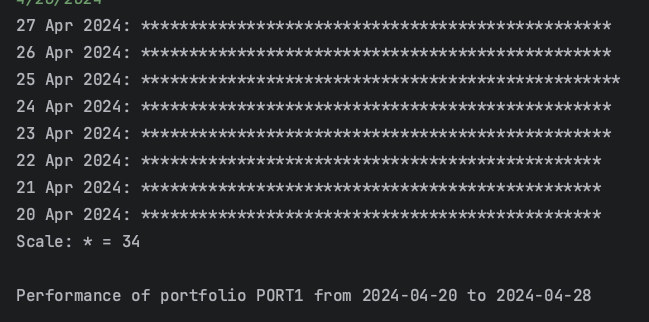 27 Apr 2024: *************************************************
26 Apr 2024: *************************************************
25 Apr 2024: **************************************************
24 Apr 2024: *************************************************
23 Apr 2024: *************************************************
22 Apr 2024: ************************************************
21 Apr 2024: ************************************************
20 Apr 2024: ************************************************
Scale: * = 34
Performance of portfolio PORT1 from 2024-04-20 to 2024-04-28